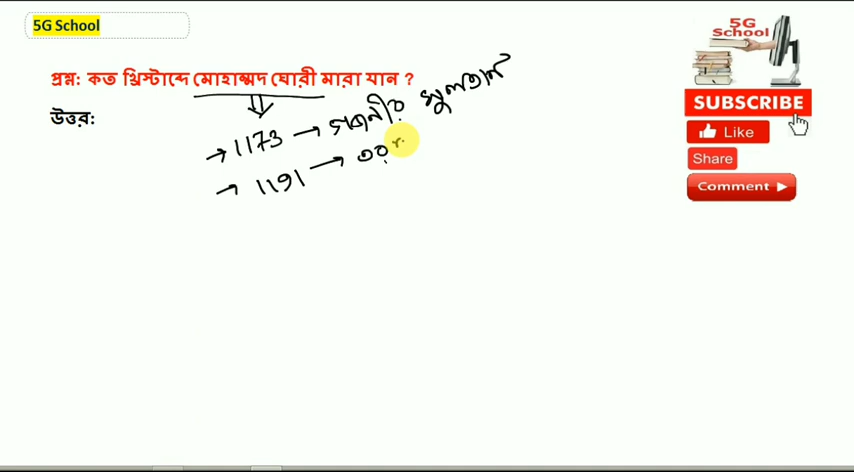 5G School
প্রশ্ন: কত খ্রিস্টাব্দে মোহাম্মদ ঘোরী মারা যান ?
উত্তর:
→ 1173 → গজনীর সুলতান
→ 1191 →
5G
School
SUBSCRIBE
Like
Share
Comment